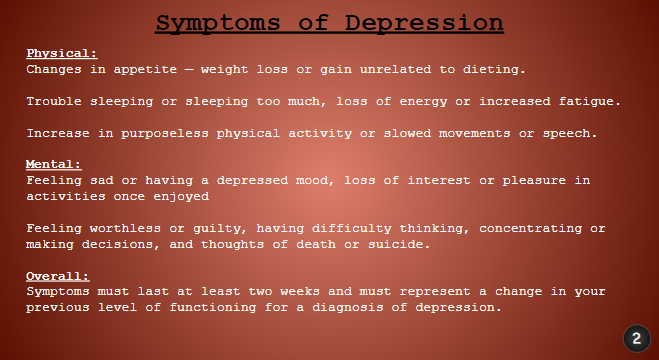 Symptoms of Depression
Physical:
Changes in appetite — weight loss or gain unrelated to dieting.
Trouble sleeping or sleeping too much, loss of energy or increased fatigue.
Increase in purposeless physical activity or slowed movements or speech.
Mental:
Feeling sad or having a depressed mood, loss of interest or pleasure in
activities once enjoyed
Feeling worthless or guilty, having difficulty thinking, concentrating or
making decisions, and thoughts of death or suicide.
Overall:
Symptoms must last at least two weeks and must represent a change in your
previous level of functioning for a diagnosis of depression.
2